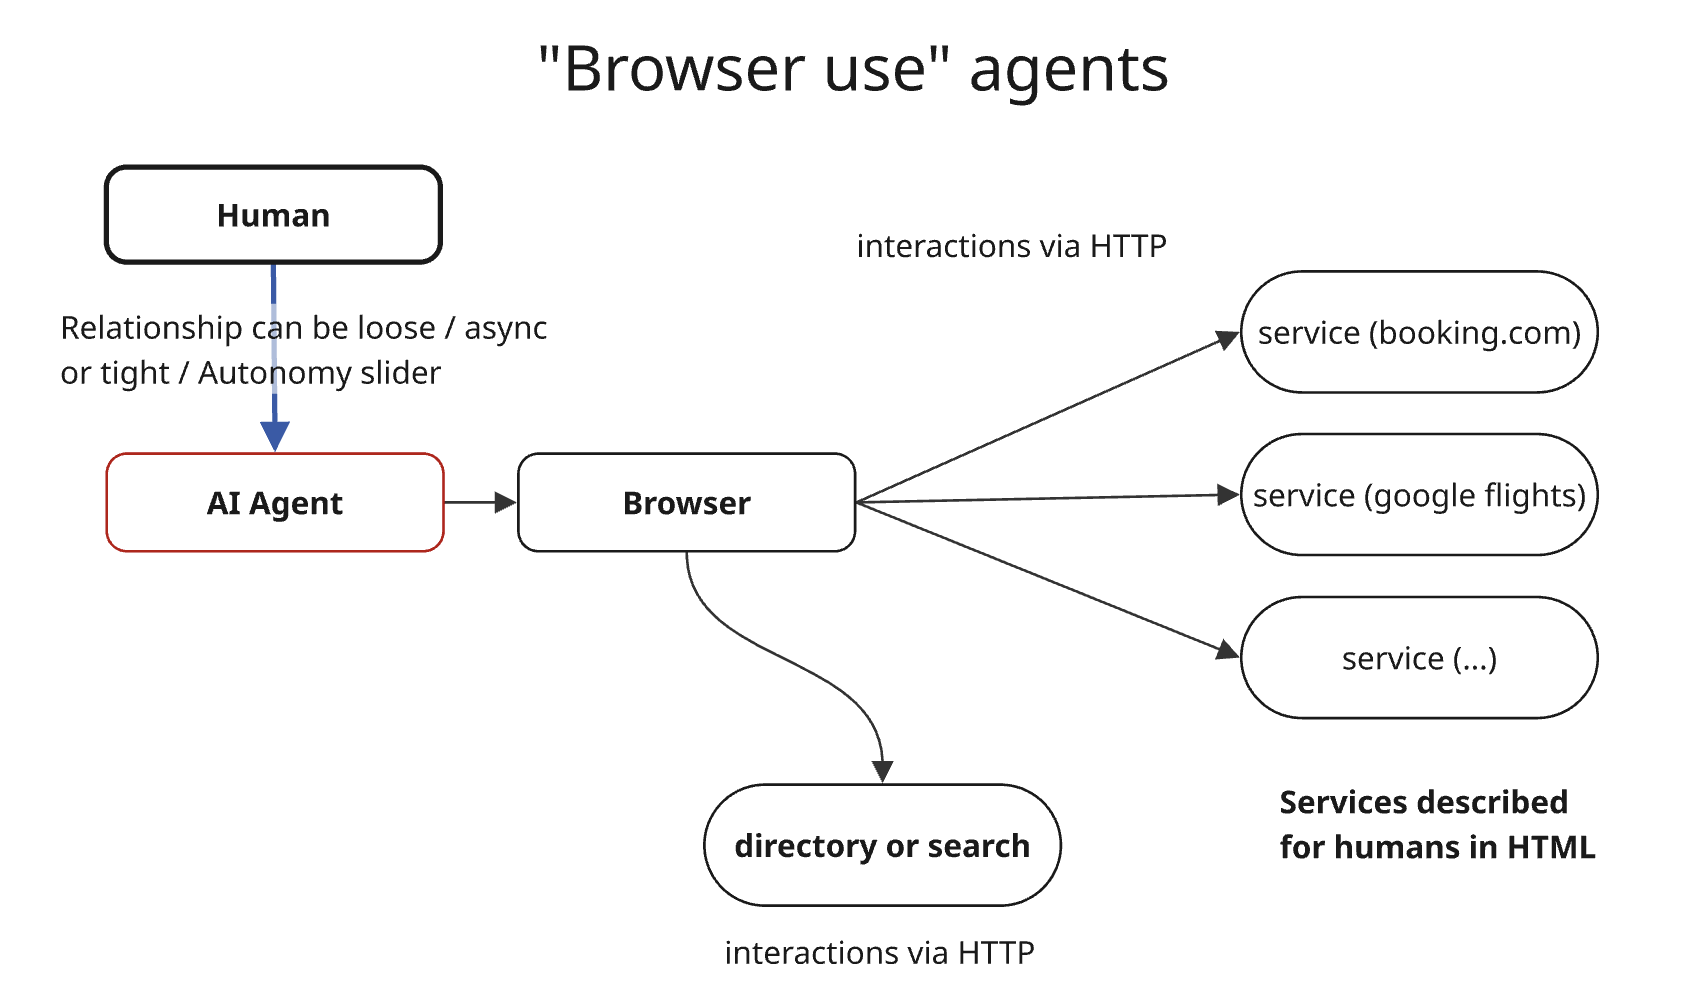 "Browser use" agents
Human
interactions via HTTP
Relationship can be loose / async
or tight / Autonomy slider
service (booking.com)
AI Agent
Browser
service (google flights)
service (...)
directory or search
Services described
for humans in HTML
interactions via HTTP